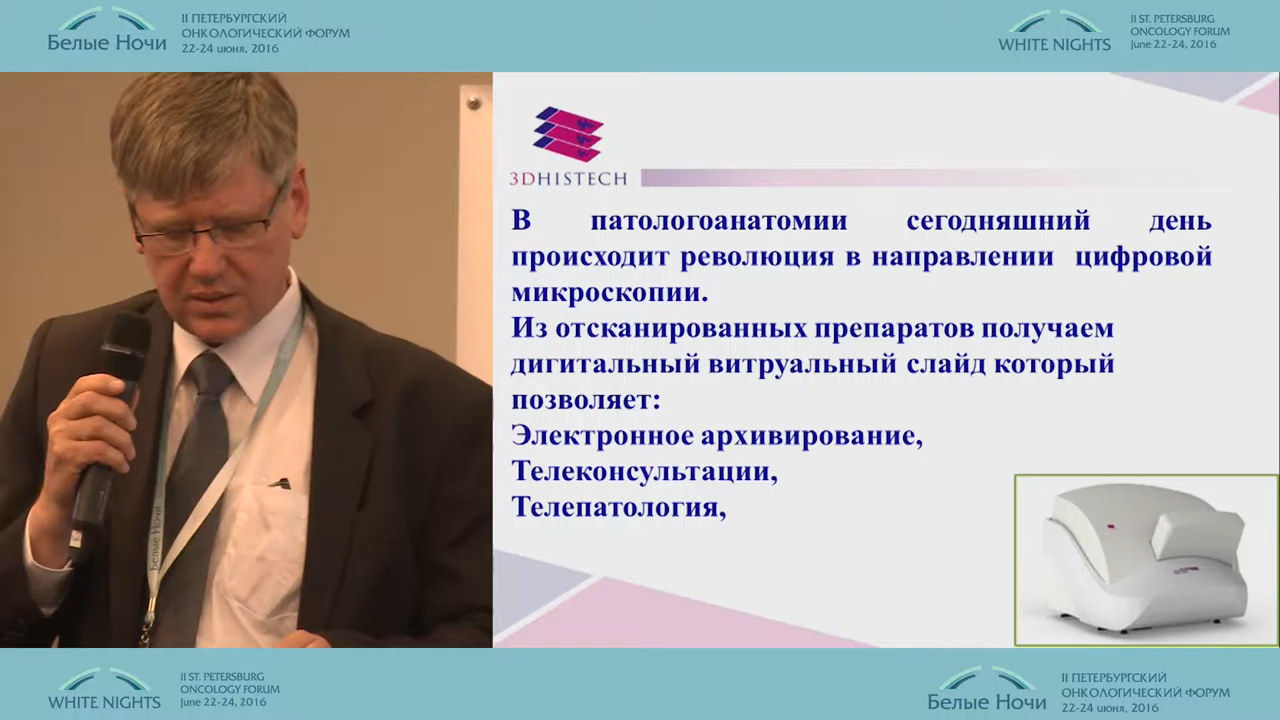 Белые Ночи
II ПЕТЕРБУРГСКИЙ
ОНКОЛОГИЧЕСКИЙ ФОРУМ
22-24 июня, 2016
WHITE NIGHTS
II ST. PETERSBURG
ONCOLOGY FORUM
June 22-24, 2016
3DHISTECH
В патологоанатомии сегодняшний день
происходит революция в направлении цифровой
микроскопии.
Из отсканированных препаратов получаем
дигитальный витруальный слайд который
позволяет:
Электронное архивирование,
Телеконсультации,
Телепатология,
Белые Ночи
WHITE NIGHTS
II ST. PETERSBURG
ONCOLOGY FORUM
June 22-24, 2016
Белые Ночи
II ПЕТЕРБУРГСКИЙ
ОНКОЛОГИЧЕСКИЙ ФОРУМ
22-24 июня, 2016